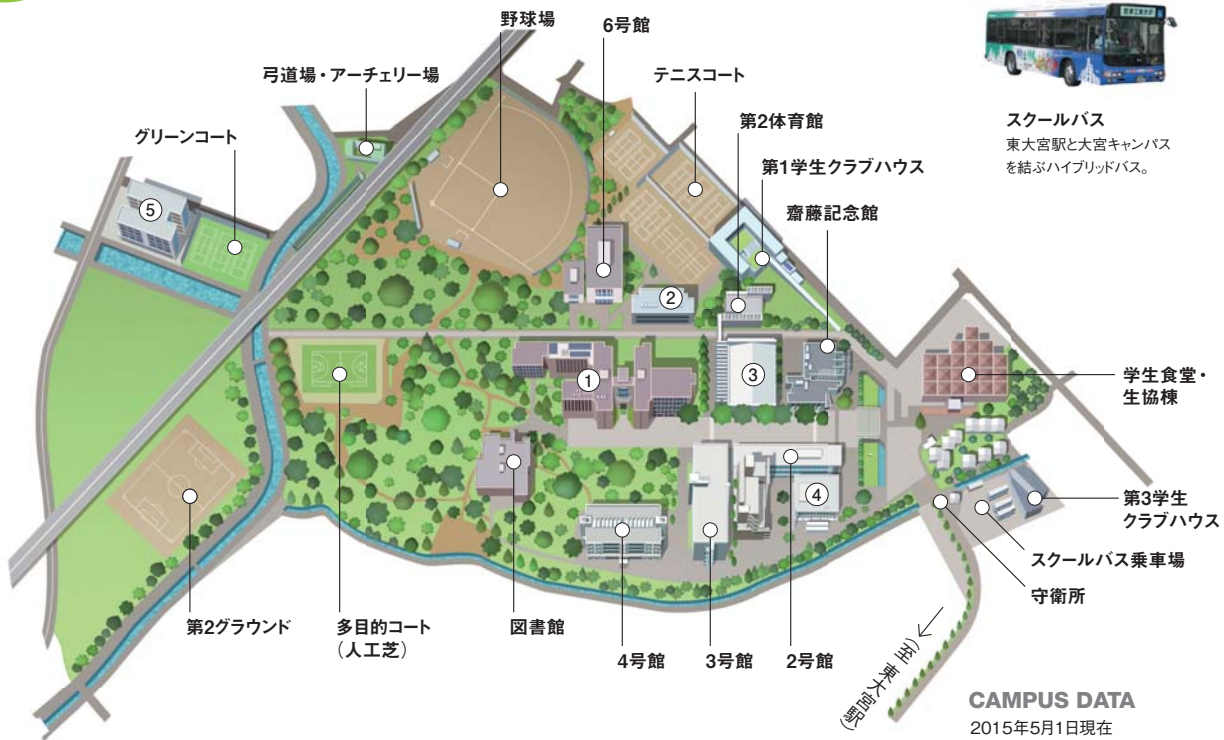 野球場
6号館
弓道場・アーチェリー場
テニスコート
グリーンコート
第2体育館
第1学生クラブハウス
齋藤記念館
スクールバス
東大宮駅と大宮キャンパス
を結ぶハイブリッドバス。
⑤
②
①
③
④
学生食堂・
生協棟
第3学生
クラブハウス
スクールバス乗車場
守衛所
第2グラウンド
多目的コート
(人工芝)
図書館
4号館
3号館
2号館
(至 東大宮駅)
CAMPUS DATA
2015年5月1日現在